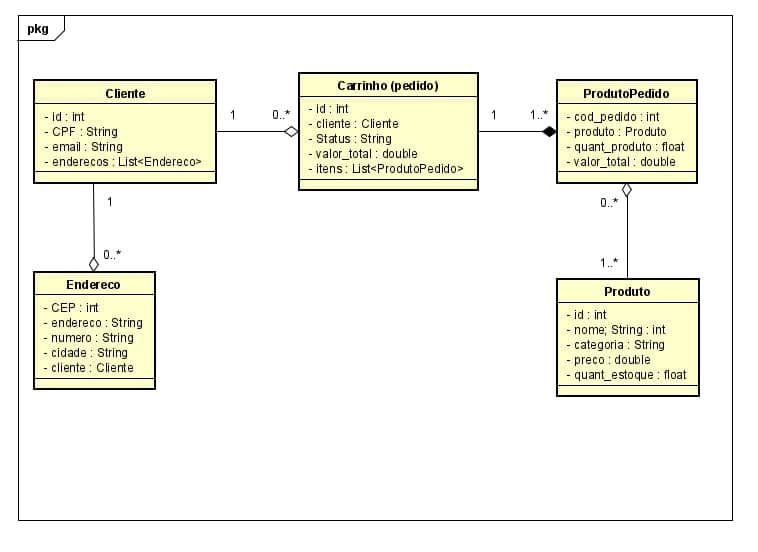 pkg
Cliente
- id : int
- CPF : String
- email : String
- enderecos : List<Endereco>
1
0..*
Carrinho (pedido)
- id : int
- cliente : Cliente
- Status : String
- valor_total : double
- itens : List<ProdutoPedido>
1
1..*
ProdutoPedido
- cod_pedido : int
- produto : Produto
- quant_produto : float
- valor_total : double
1
0..*
0..*
1..*
Endereco
- CEP : int
- endereco : String
- numero : String
- cidade : String
- cliente : Cliente
Produto
- id : int
- nome; String : int
- categoria : String
- preco : double
- quant_estoque : float